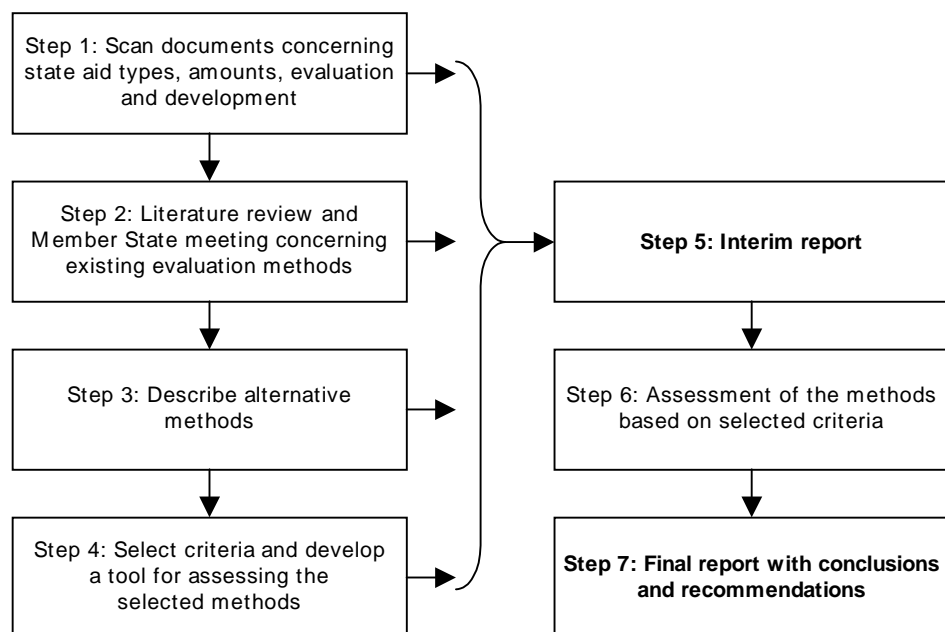 Step 1: Scan documents concerning
state aid types, amounts, evaluation
and development
Step 2: Literature review and
Member State meeting concerning
existing evaluation methods
Step 3: Describe alternative
methods
Step 4: Select criteria and develop
a tool for assessing the
selected methods
Step 5: Interim report
Step 6: Assessment of the methods
based on selected criteria
Step 7: Final report with conclusions
and recommendations